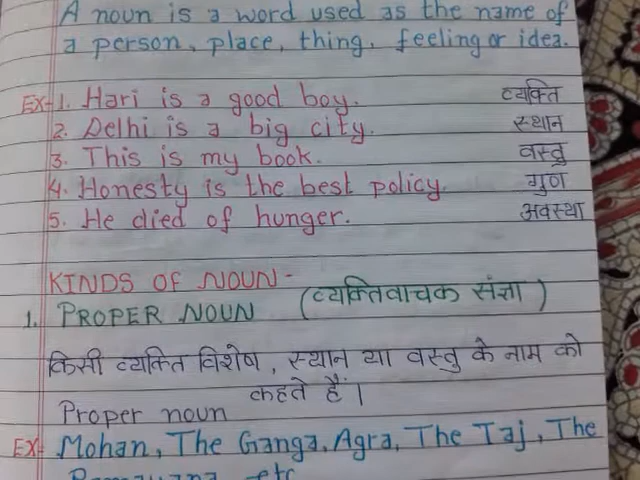 A noun is a word used as the name of
a person, place, thing, feeling or idea.
EX-1. Hari is a good boy. व्यक्ति
2. Delhi is a big city. स्थान
3. This is my book. वस्तु
4. Honesty is the best policy. गुण
5. He died of hunger. अवस्था
KINDS OF NOUN-
1. PROPER NOUN (व्यक्तिवाचक संज्ञा)
किसी व्यक्ति विशेष, स्थान या वस्तु के नाम को
Proper noun कहते हैं।
EX- Mohan, The Ganga, Agra, The Taj, The
Ramayana etc